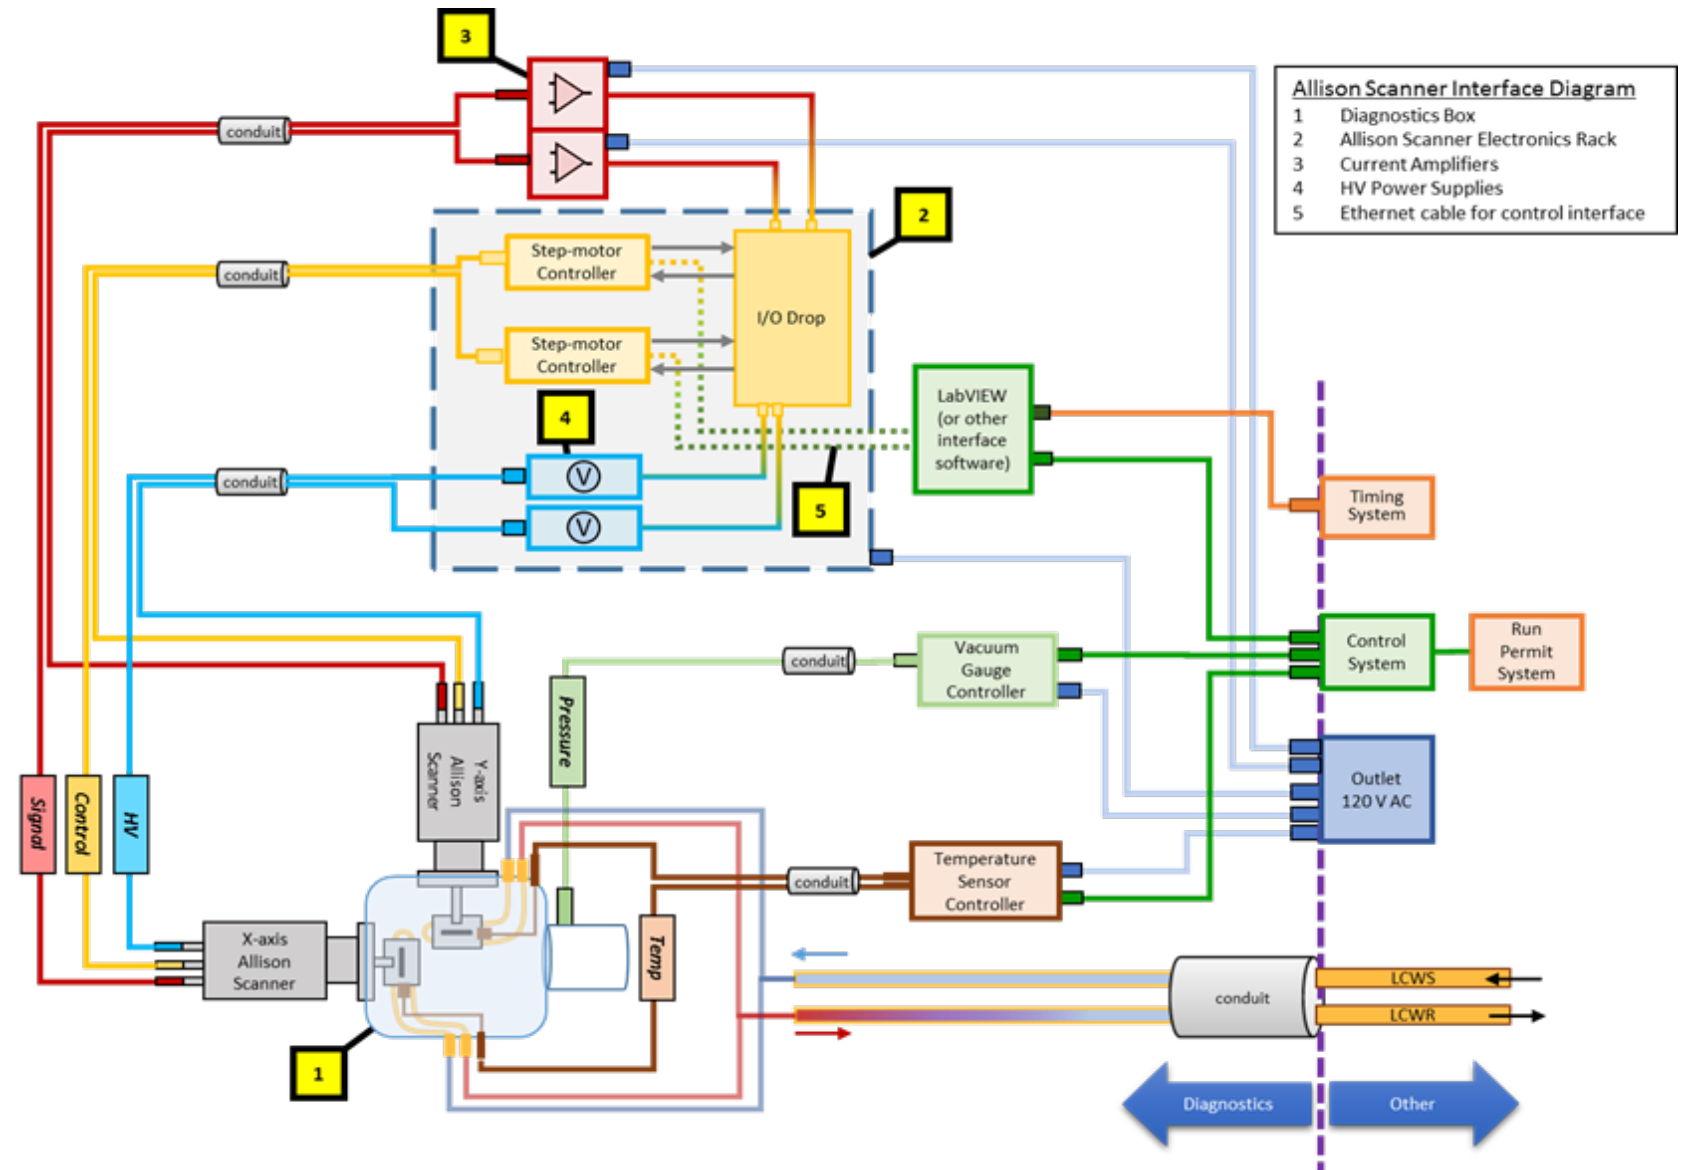 3
Allison Scanner Interface Diagram
1 Diagnostics Box
2 Allison Scanner Electronics Rack
3 Current Amplifiers
4 HV Power Supplies
5 Ethernet cable for control interface
conduit
2
Step-motor
Controller
conduit
I/O Drop
Step-motor
Controller
4
LabVIEW
(or other
interface
software)
conduit
V
V
5
Timing
System
Vacuum
Gauge
Controller
conduit
Control
System
Run
Permit
System
Pressure
Y-axis
Allison
Scanner
Outlet
120 V AC
Signal
Control
HV
Temperature
Sensor
Controller
conduit
X-axis
Allison
Scanner
Temp
conduit
LCWS
LCWR
1
Diagnostics
Other